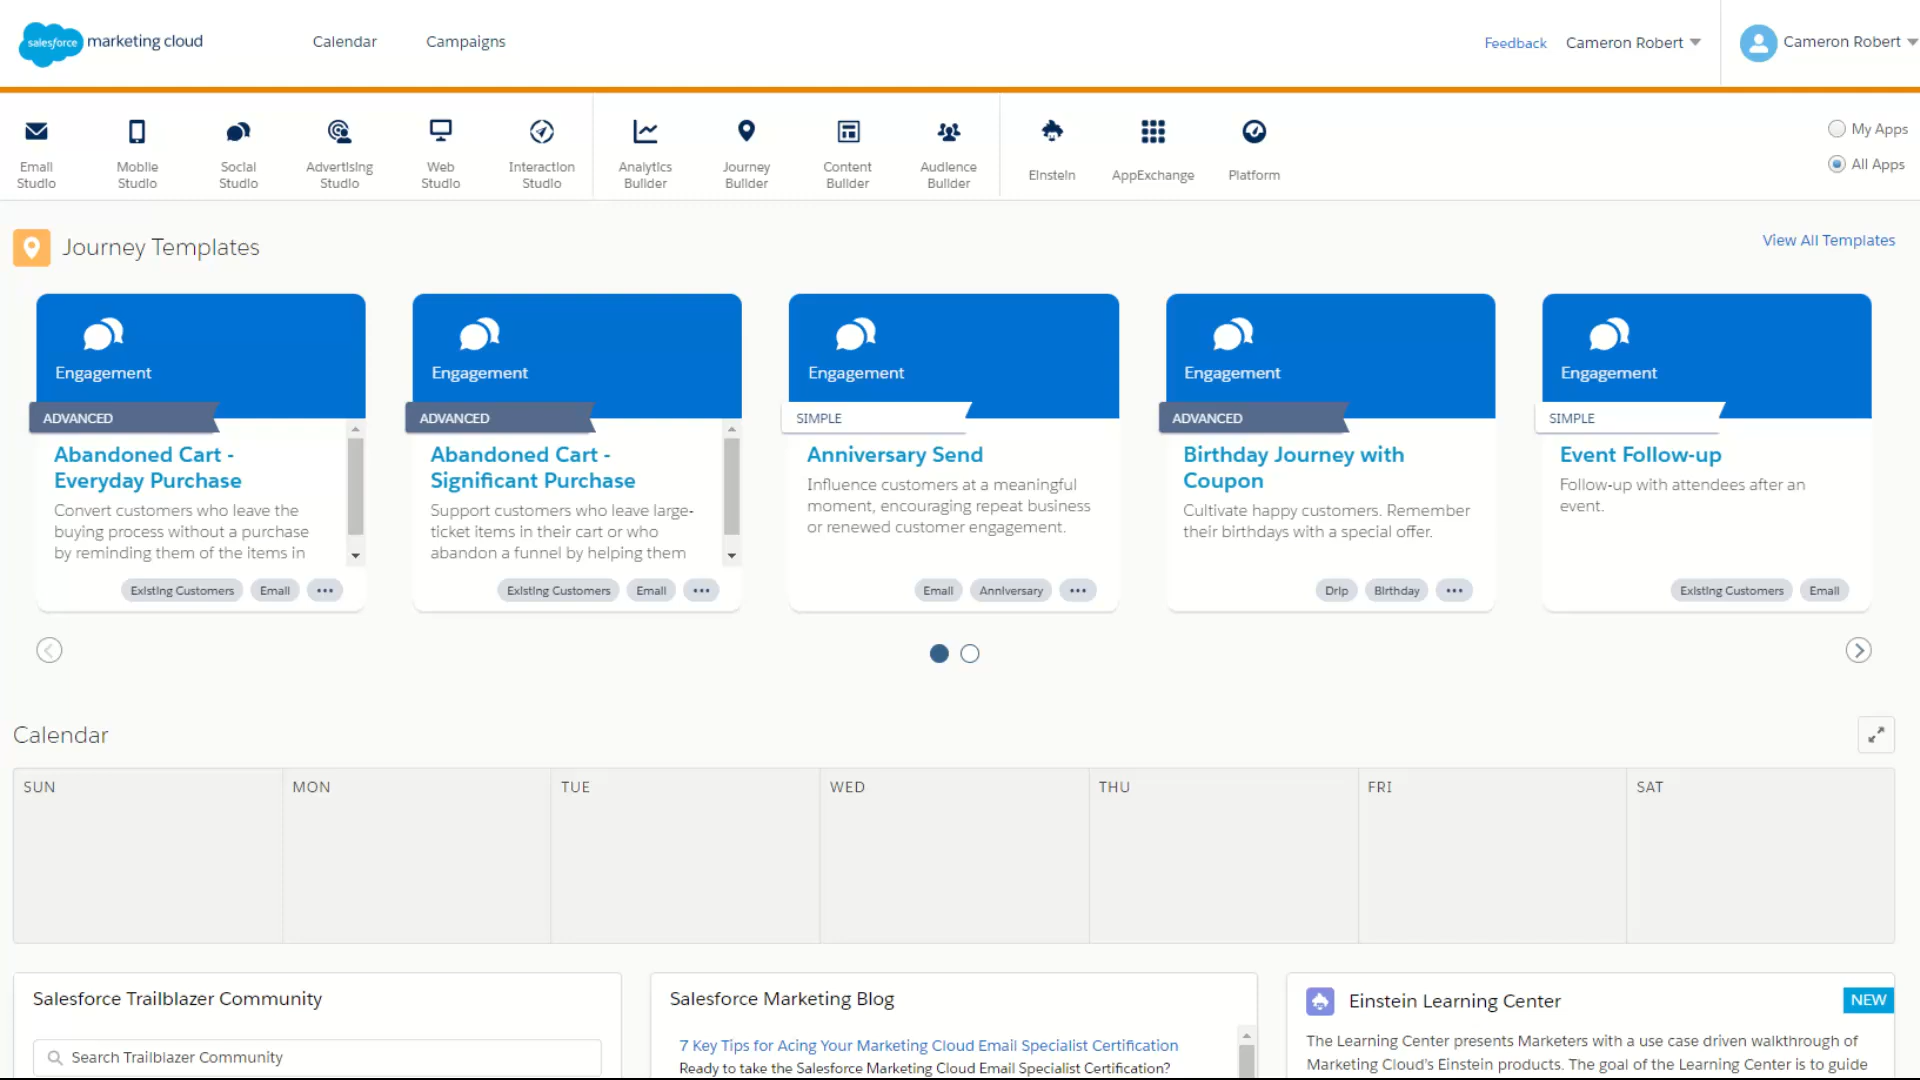 salesforce marketing cloud
Calendar
Campaigns
Feedback
Cameron Robert
Cameron Robert
Email Studio
Mobile Studio
Social Studio
Advertising Studio
Web Studio
Interaction Studio
Analytics Builder
Journey Builder
Content Builder
Audience Builder
Einstein
AppExchange
Platform
My Apps
All Apps
Journey Templates
View All Templates
Engagement
ADVANCED
Abandoned Cart -
Everyday Purchase
Convert customers who leave the
buying process without a purchase
by reminding them of the items in
Existing Customers
Email
•••
Engagement
ADVANCED
Abandoned Cart -
Significant Purchase
Support customers who leave large-
ticket items in their cart or who
abandon a funnel by helping them
Existing Customers
Email
•••
Engagement
SIMPLE
Anniversary Send
Influence customers at a meaningful
moment, encouraging repeat business
or renewed customer engagement.
Email
Anniversary
•••
Engagement
ADVANCED
Birthday Journey with
Coupon
Cultivate happy customers. Remember
their birthdays with a special offer.
Drip
Birthday
•••
Engagement
SIMPLE
Event Follow-up
Follow-up with attendees after an
event.
Existing Customers
Email
Calendar
SUN
MON
TUE
WED
THU
FRI
SAT
Salesforce Trailblazer Community
Search Trailblazer Community
Salesforce Marketing Blog
7 Key Tips for Acing Your Marketing Cloud Email Specialist Certification
Ready to take the Salesforce Marketing Cloud Email Specialist Certification?
Einstein Learning Center
NEW
The Learning Center presents Marketers with a use case driven walkthrough of
Marketing Cloud's Einstein products. The goal of the Learning Center is to guide